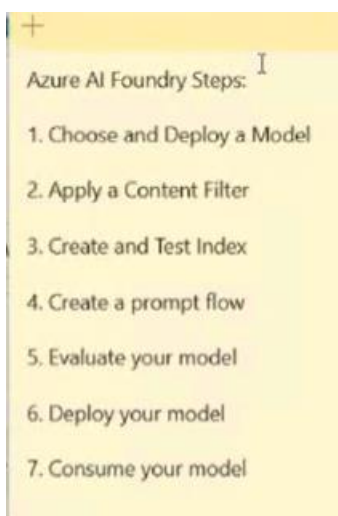 Azure AI Foundry Steps:
1. Choose and Deploy a Model
2. Apply a Content Filter
3. Create and Test Index
4. Create a prompt flow
5. Evaluate your model
6. Deploy your model
7. Consume your model